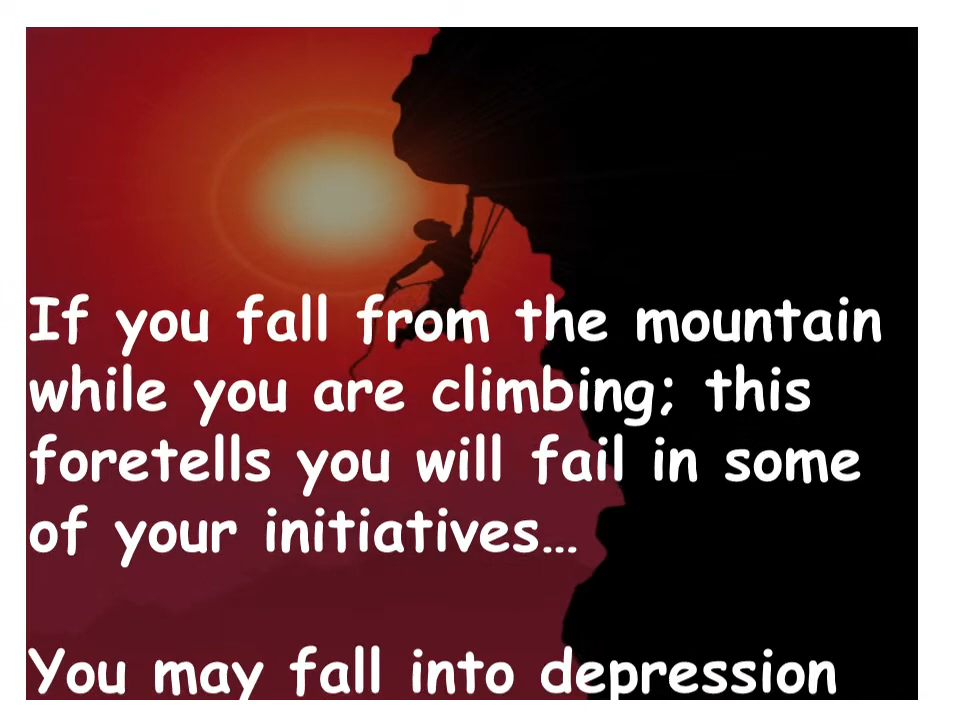 If you fall from the mountain
while you are climbing; this
foretells you will fail in some
of your initiatives…
You may fall into depression